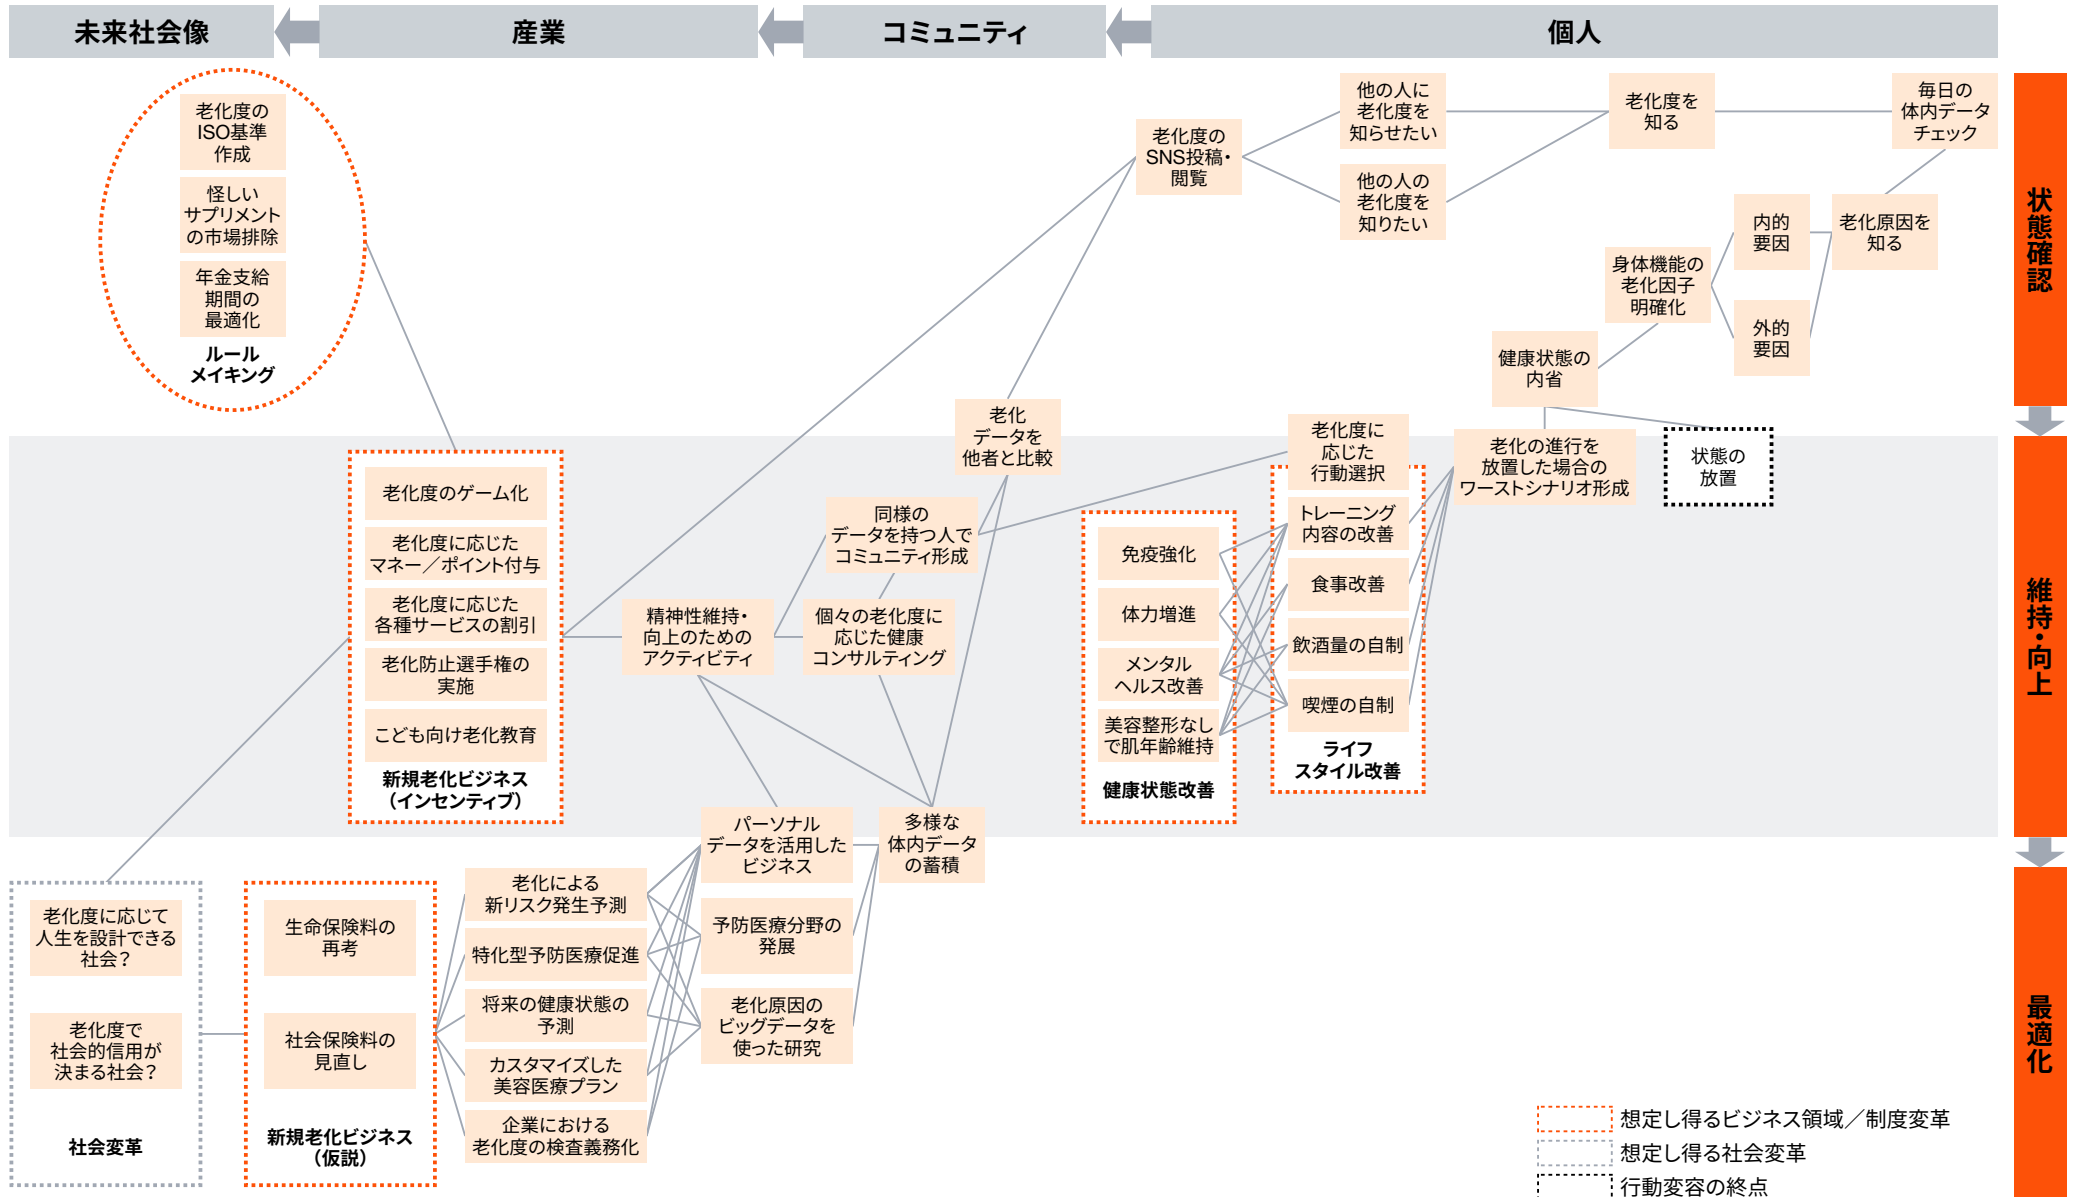 未来社会像
産業
コミュニティ
個人
状態確認
維持・向上
最適化
老化度の
ISO基準
作成
怪しい
サプリメント
の市場排除
年金支給
期間の
最適化
ルール
メイキング
老化度の
SNS投稿・
閲覧
他の人に
老化度を
知らせたい
他の人の
老化度を
知りたい
老化度を
知る
毎日の
体内データ
チェック
内的
要因
外的
要因
老化原因を
知る
身体機能の
老化因子
明確化
健康状態の
内省
老化
データを
他者と比較
老化度に
応じた
行動選択
老化の進行を
放置した場合の
ワーストシナリオ形成
状態の
放置
老化度のゲーム化
老化度に応じた
マネー／ポイント付与
老化度に応じた
各種サービスの割引
老化防止選手権の
実施
こども向け老化教育
新規老化ビジネス
（インセンティブ）
精神性維持・
向上のための
アクティビティ
同様の
データを持つ人で
コミュニティ形成
個々の老化度に
応じた健康
コンサルティング
免疫強化
体力増進
メンタル
ヘルス改善
美容整形なし
で肌年齢維持
健康状態改善
トレーニング
内容の改善
食事改善
飲酒量の自制
喫煙の自制
ライフ
スタイル改善
パーソナル
データを活用した
ビジネス
多様な
体内データ
の蓄積
予防医療分野の
発展
老化原因の
ビッグデータを
使った研究
老化による
新リスク発生予測
特化型予防医療促進
将来の健康状態の
予測
カスタマイズした
美容医療プラン
企業における
老化度の検査義務化
生命保険料の
再考
社会保険料の
見直し
新規老化ビジネス
（仮説）
老化度に応じて
人生を設計できる
社会？
老化度で
社会的信用が
決まる社会？
社会変革
想定し得るビジネス領域／制度変革
想定し得る社会変革
行動変容の終点